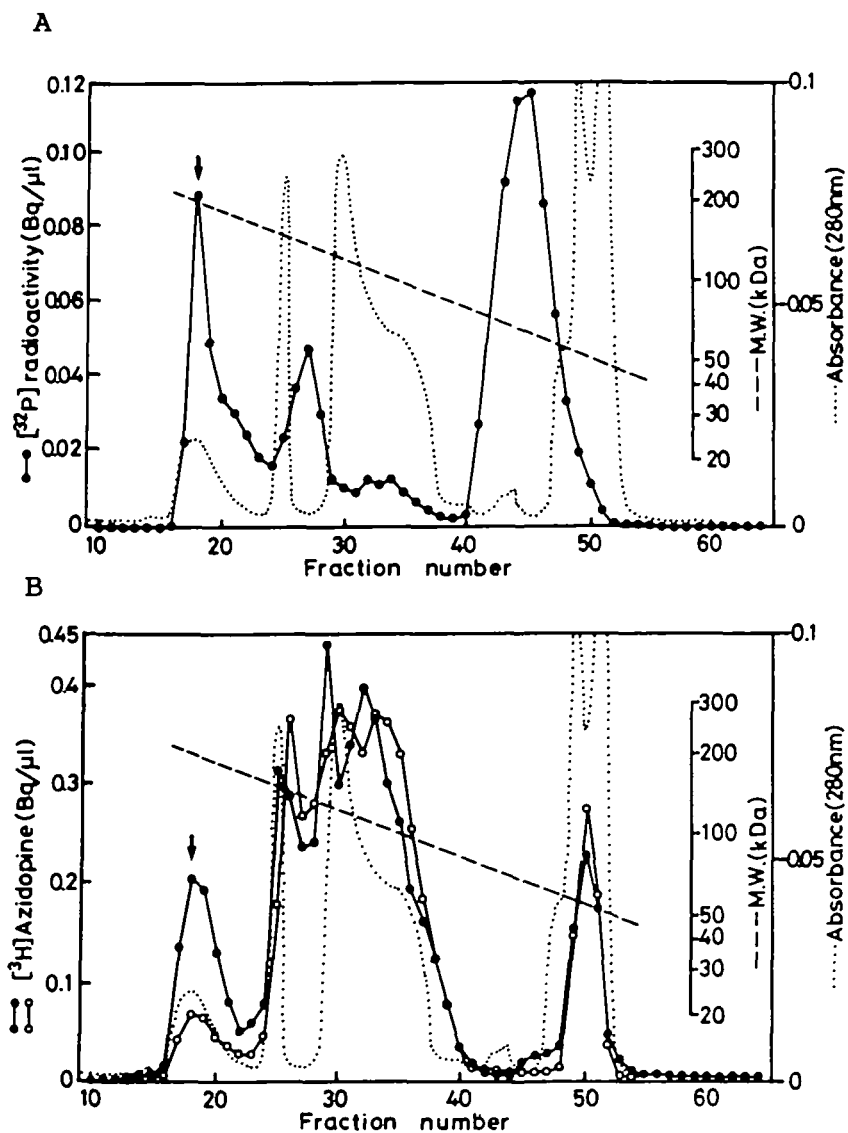 A
0.12
0.10
0.08
0.06
0.04
0.02
0
[32P] radioactivity (Bq/μl)
10 20 30 40 50 60
Fraction number
300
200
100
50
40
30
20
--- M.W. (kDa)
0.1
0.05
0
...... Absorbance (280nm)
B
0.45
0.4
0.3
0.2
0.1
0
[3H]Azidopine (Bq/μl)
10 20 30 40 50 60
Fraction number
300
200
100
50
40
30
20
--- M.W. (kDa)
0.1
0.05
0
...... Absorbance (280nm)